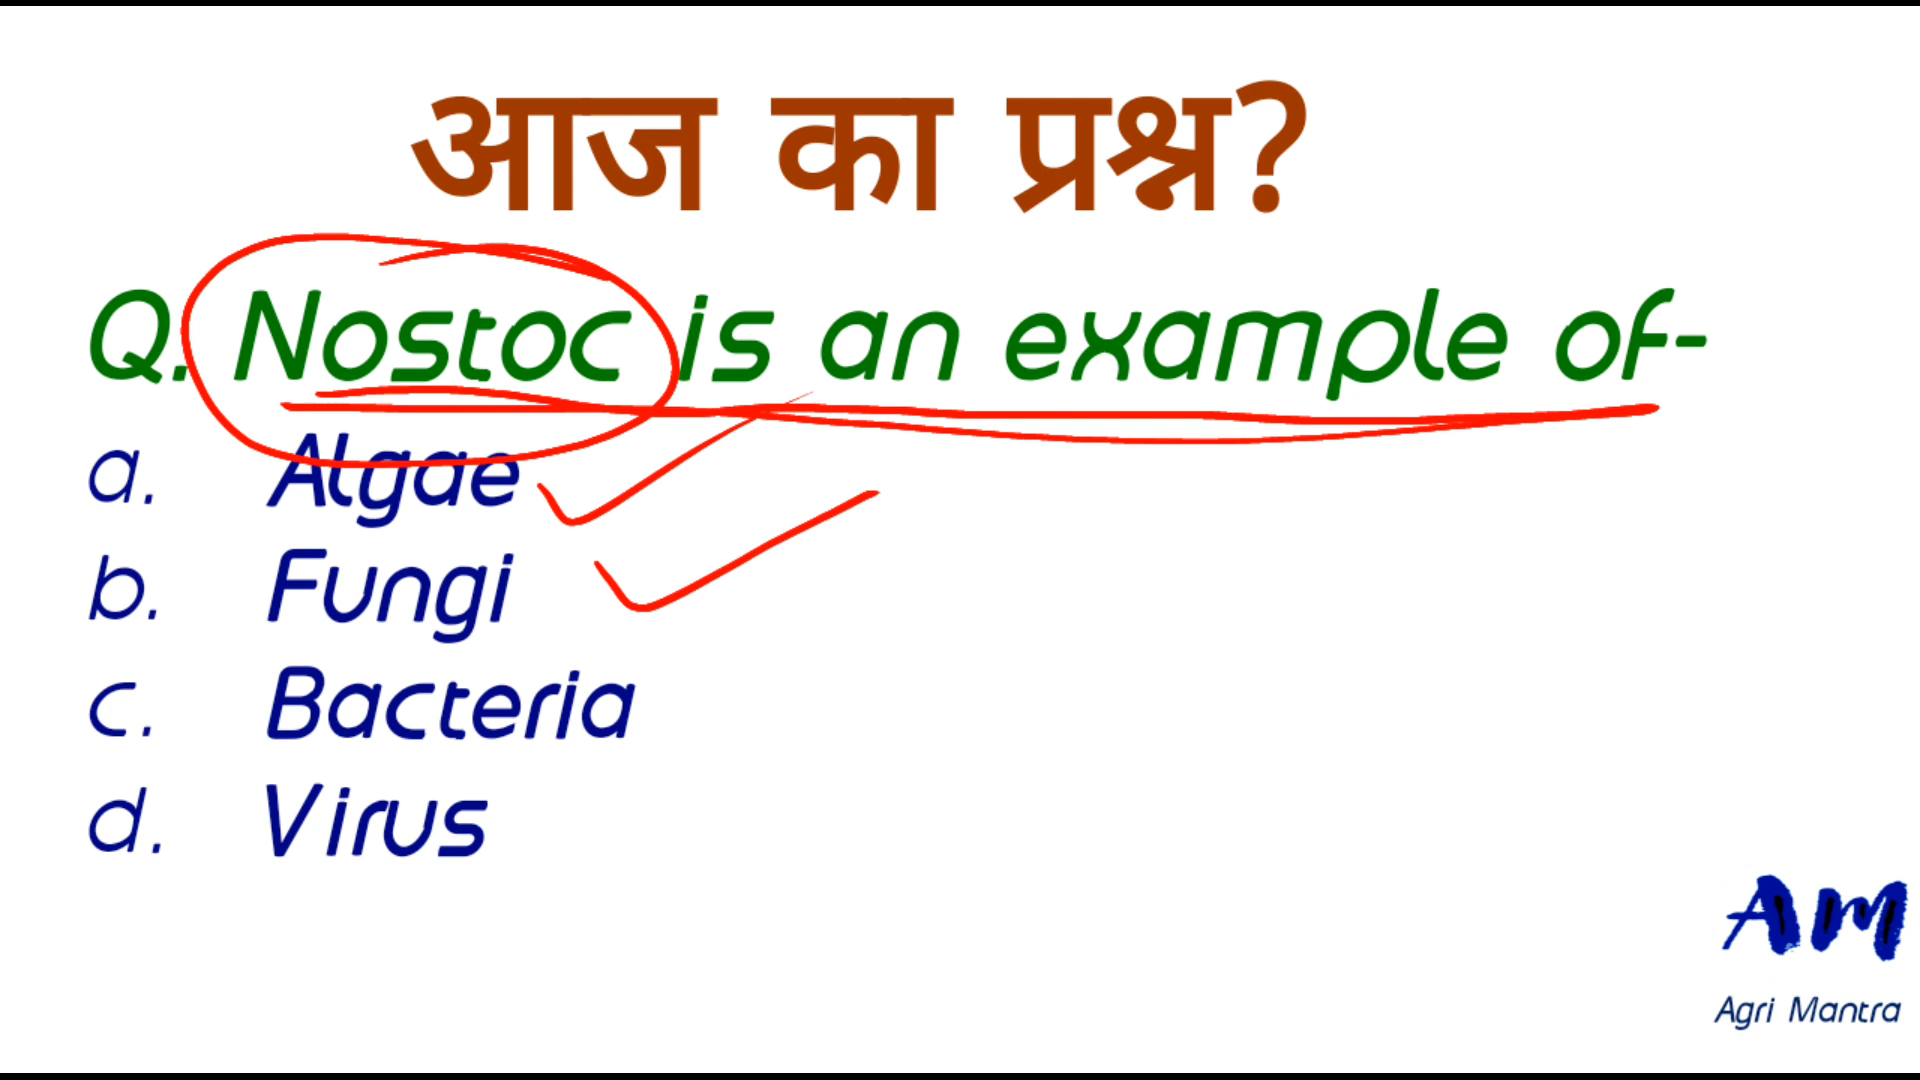 आज का प्रश्न?
Q. Nostoc is an example of-
a. Algae
b. Fungi
c. Bacteria
d. Virus
AM
Agri Mantra